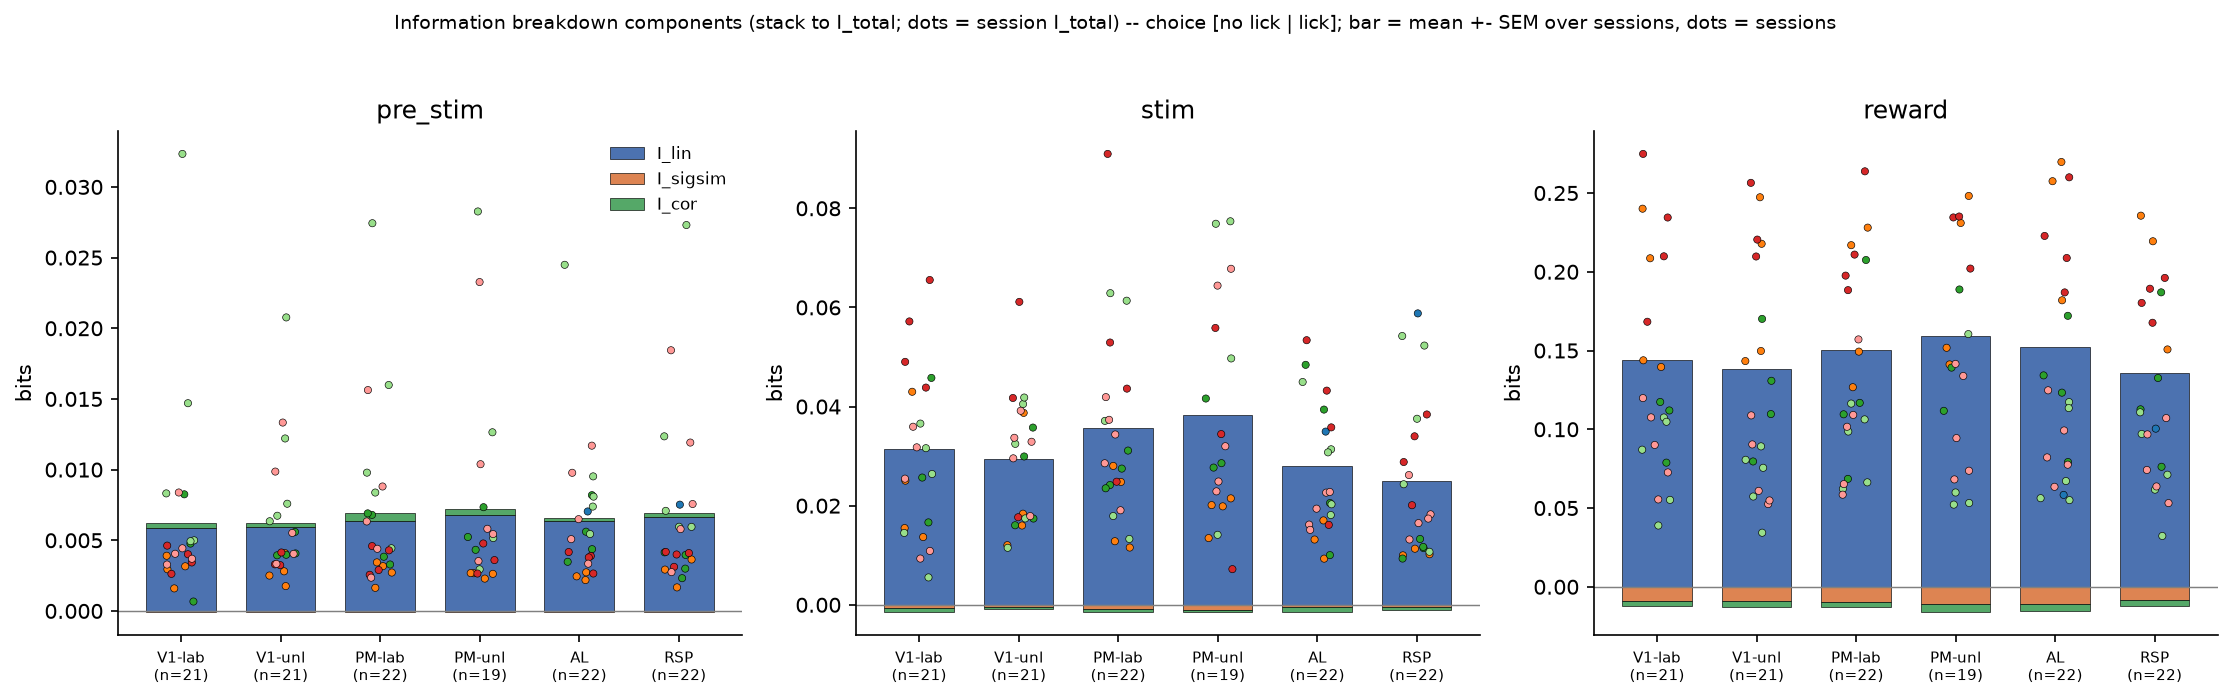 Information breakdown components (stack to I_total; dots = session I_total) -- choice [no lick | lick]; bar = mean +- SEM over sessions, dots = sessions
pre_stim
bits
0.030
0.025
0.020
0.015
0.010
0.005
0.000
I_lin
I_sigsim
I_cor
V1-lab (n=21)
V1-unl (n=21)
PM-lab (n=22)
PM-unl (n=19)
AL (n=22)
RSP (n=22)
stim
bits
0.08
0.06
0.04
0.02
0.00
V1-lab (n=21)
V1-unl (n=21)
PM-lab (n=22)
PM-unl (n=19)
AL (n=22)
RSP (n=22)
reward
bits
0.25
0.20
0.15
0.10
0.05
0.00
V1-lab (n=21)
V1-unl (n=21)
PM-lab (n=22)
PM-unl (n=19)
AL (n=22)
RSP (n=22)